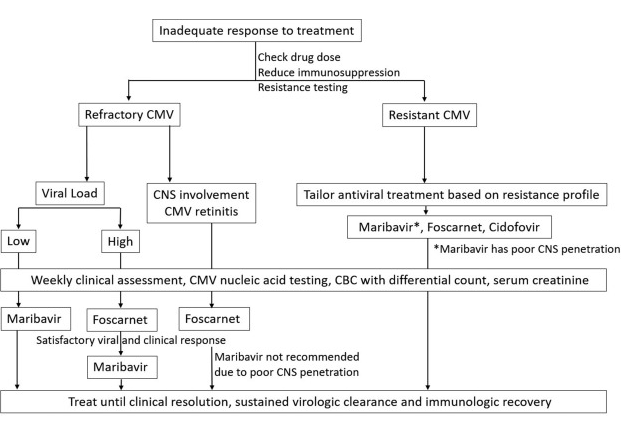 Inadequate response to treatment
Check drug dose
Reduce immunosuppression
Resistance testing
Refractory CMV
Resistant CMV
Viral Load
CNS involvement
CMV retinitis
Tailor antiviral treatment based on resistance profile
Low
High
Maribavir*, Foscarnet, Cidofovir
*Maribavir has poor CNS penetration
Weekly clinical assessment, CMV nucleic acid testing, CBC with differential count, serum creatinine
Maribavir
Foscarnet
Foscarnet
Satisfactory viral and clinical response
Maribavir
Maribavir not recommended
due to poor CNS penetration
Treat until clinical resolution, sustained virologic clearance and immunologic recovery